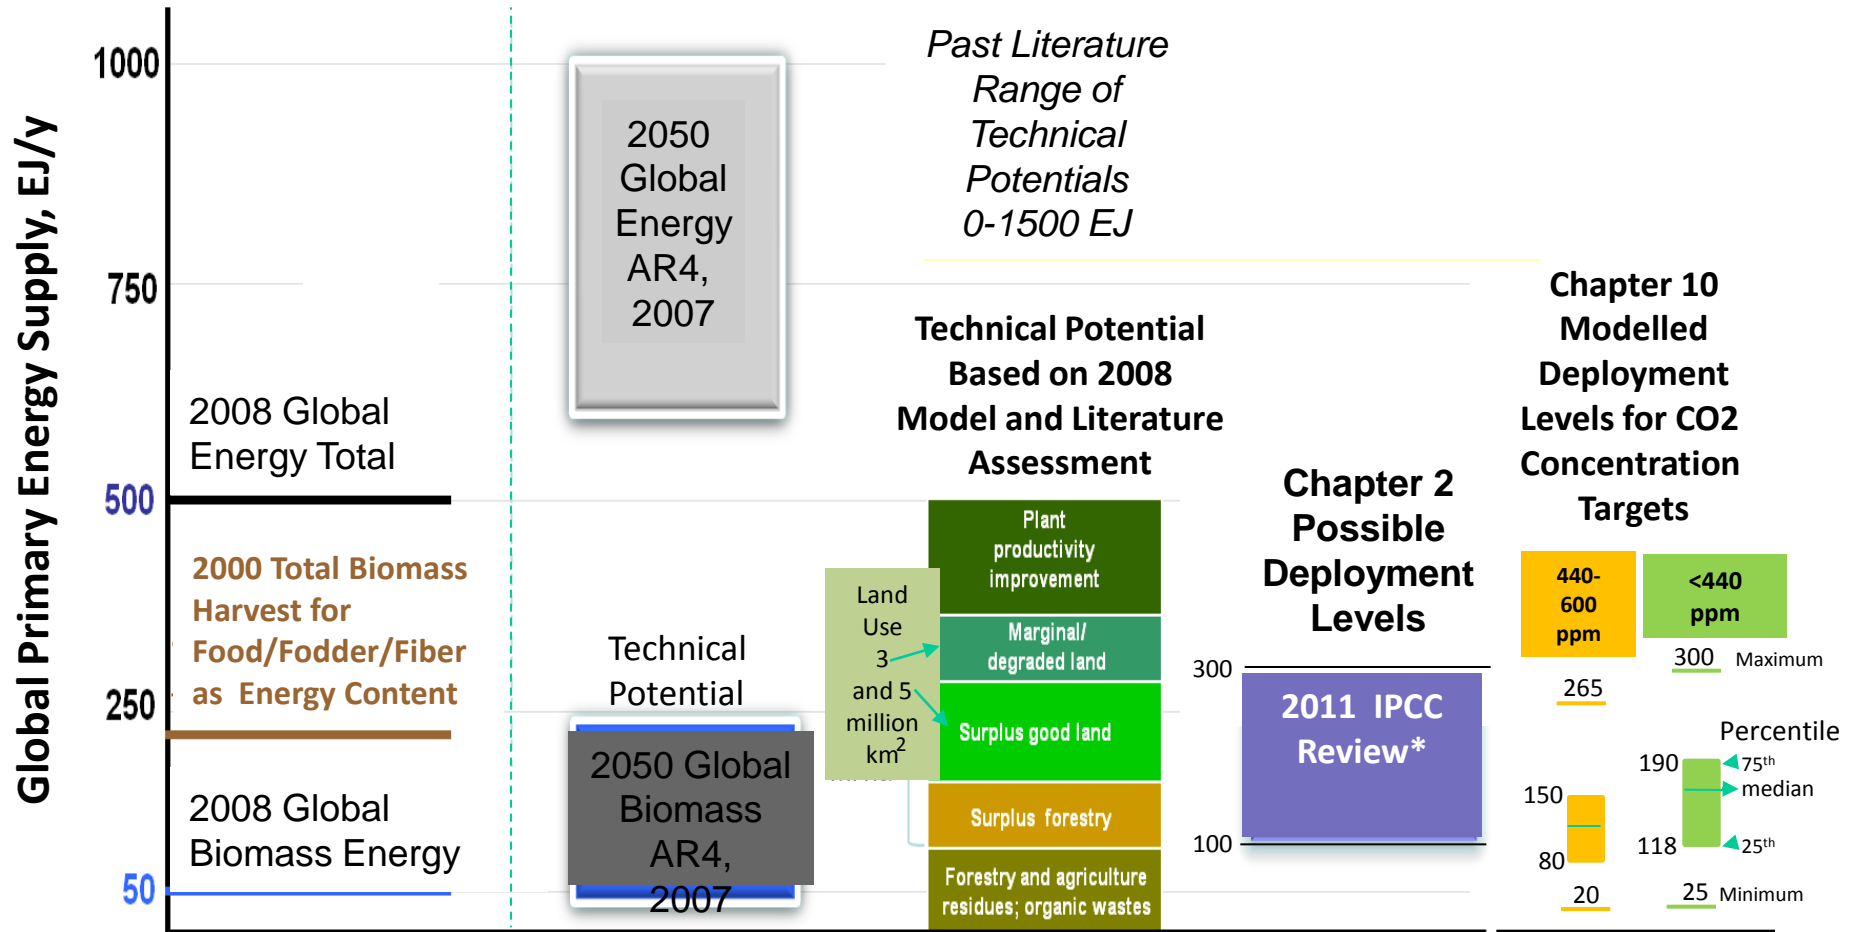 Global Primary Energy Supply, EJ/y
1000
750
500
250
50
2008 Global
Energy Total
2000 Total Biomass
Harvest for
Food/Fodder/Fiber
as Energy Content
2008 Global
Biomass Energy
2050
Global
Energy
AR4,
2007
Technical
Potential
2050 Global
Biomass
AR4,
2007
Past Literature
Range of
Technical
Potentials
0-1500 EJ
Technical Potential
Based on 2008
Model and Literature
Assessment
Land
Use
3
and 5
million
km2
Plant
productivity
improvement
Marginal/
degraded land
Surplus good land
Surplus forestry
Forestry and agriculture
residues; organic wastes
Chapter 2
Possible
Deployment
Levels
300
2011 IPCC
Review*
100
Chapter 10
Modelled
Deployment
Levels for CO2
Concentration
Targets
440-
600
ppm
<440
ppm
300 Maximum
265
Percentile
190 75th
median
150
118 25th
80
20
25 Minimum